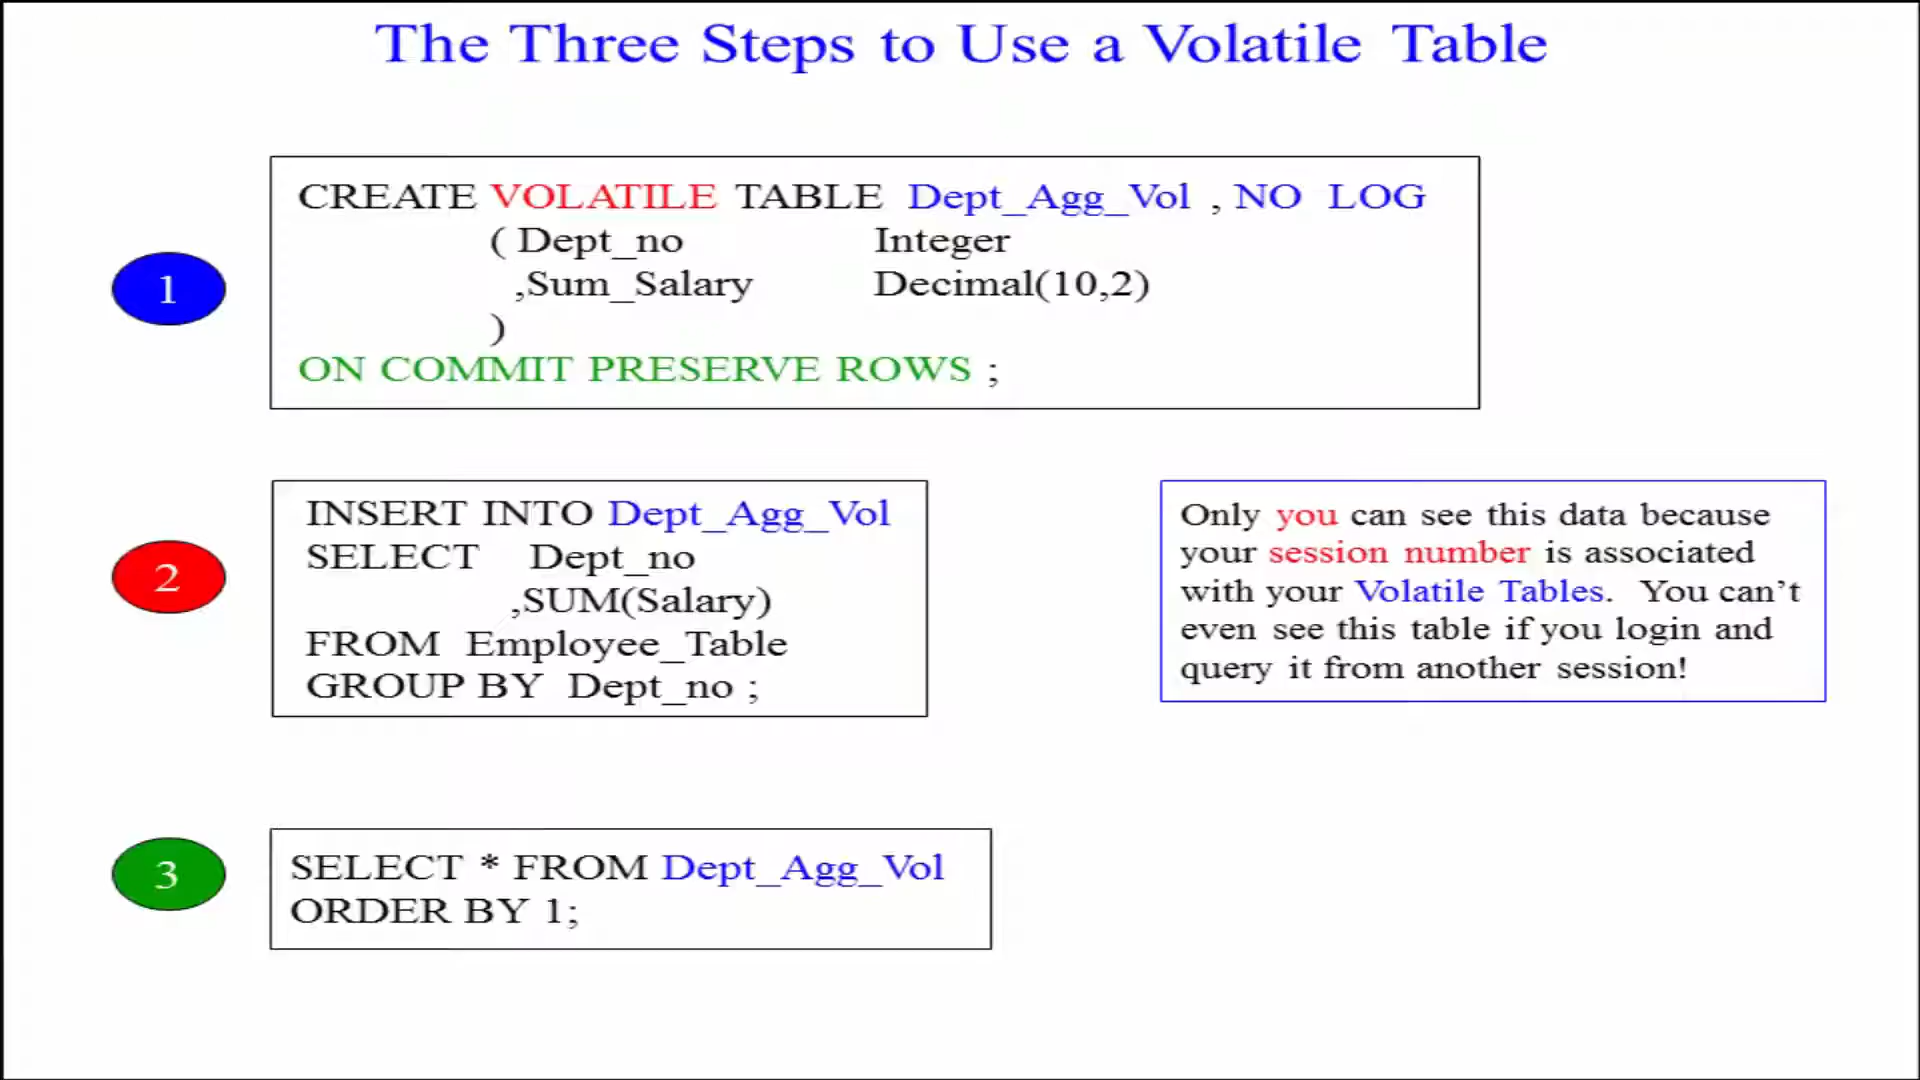 The Three Steps to Use a Volatile Table
1
CREATE VOLATILE TABLE Dept_Agg_Vol , NO LOG
( Dept_no Integer
,Sum_Salary Decimal(10,2)
)
ON COMMIT PRESERVE ROWS ;
2
INSERT INTO Dept_Agg_Vol
SELECT Dept_no
,SUM(Salary)
FROM Employee_Table
GROUP BY Dept_no ;
Only you can see this data because
your session number is associated
with your Volatile Tables. You can’t
even see this table if you login and
query it from another session!
3
SELECT * FROM Dept_Agg_Vol
ORDER BY 1;